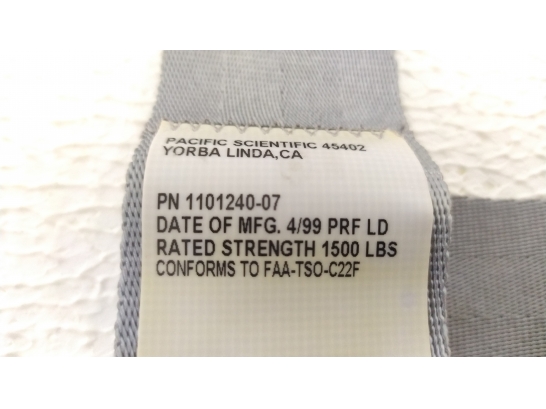 PACIFIC SCIENTIFIC 45402
YORBA LINDA,CA
PN 1101240-07
DATE OF MFG. 4/99 PRF LD
RATED STRENGTH 1500 LBS
CONFORMS TO FAA-TSO-C22F